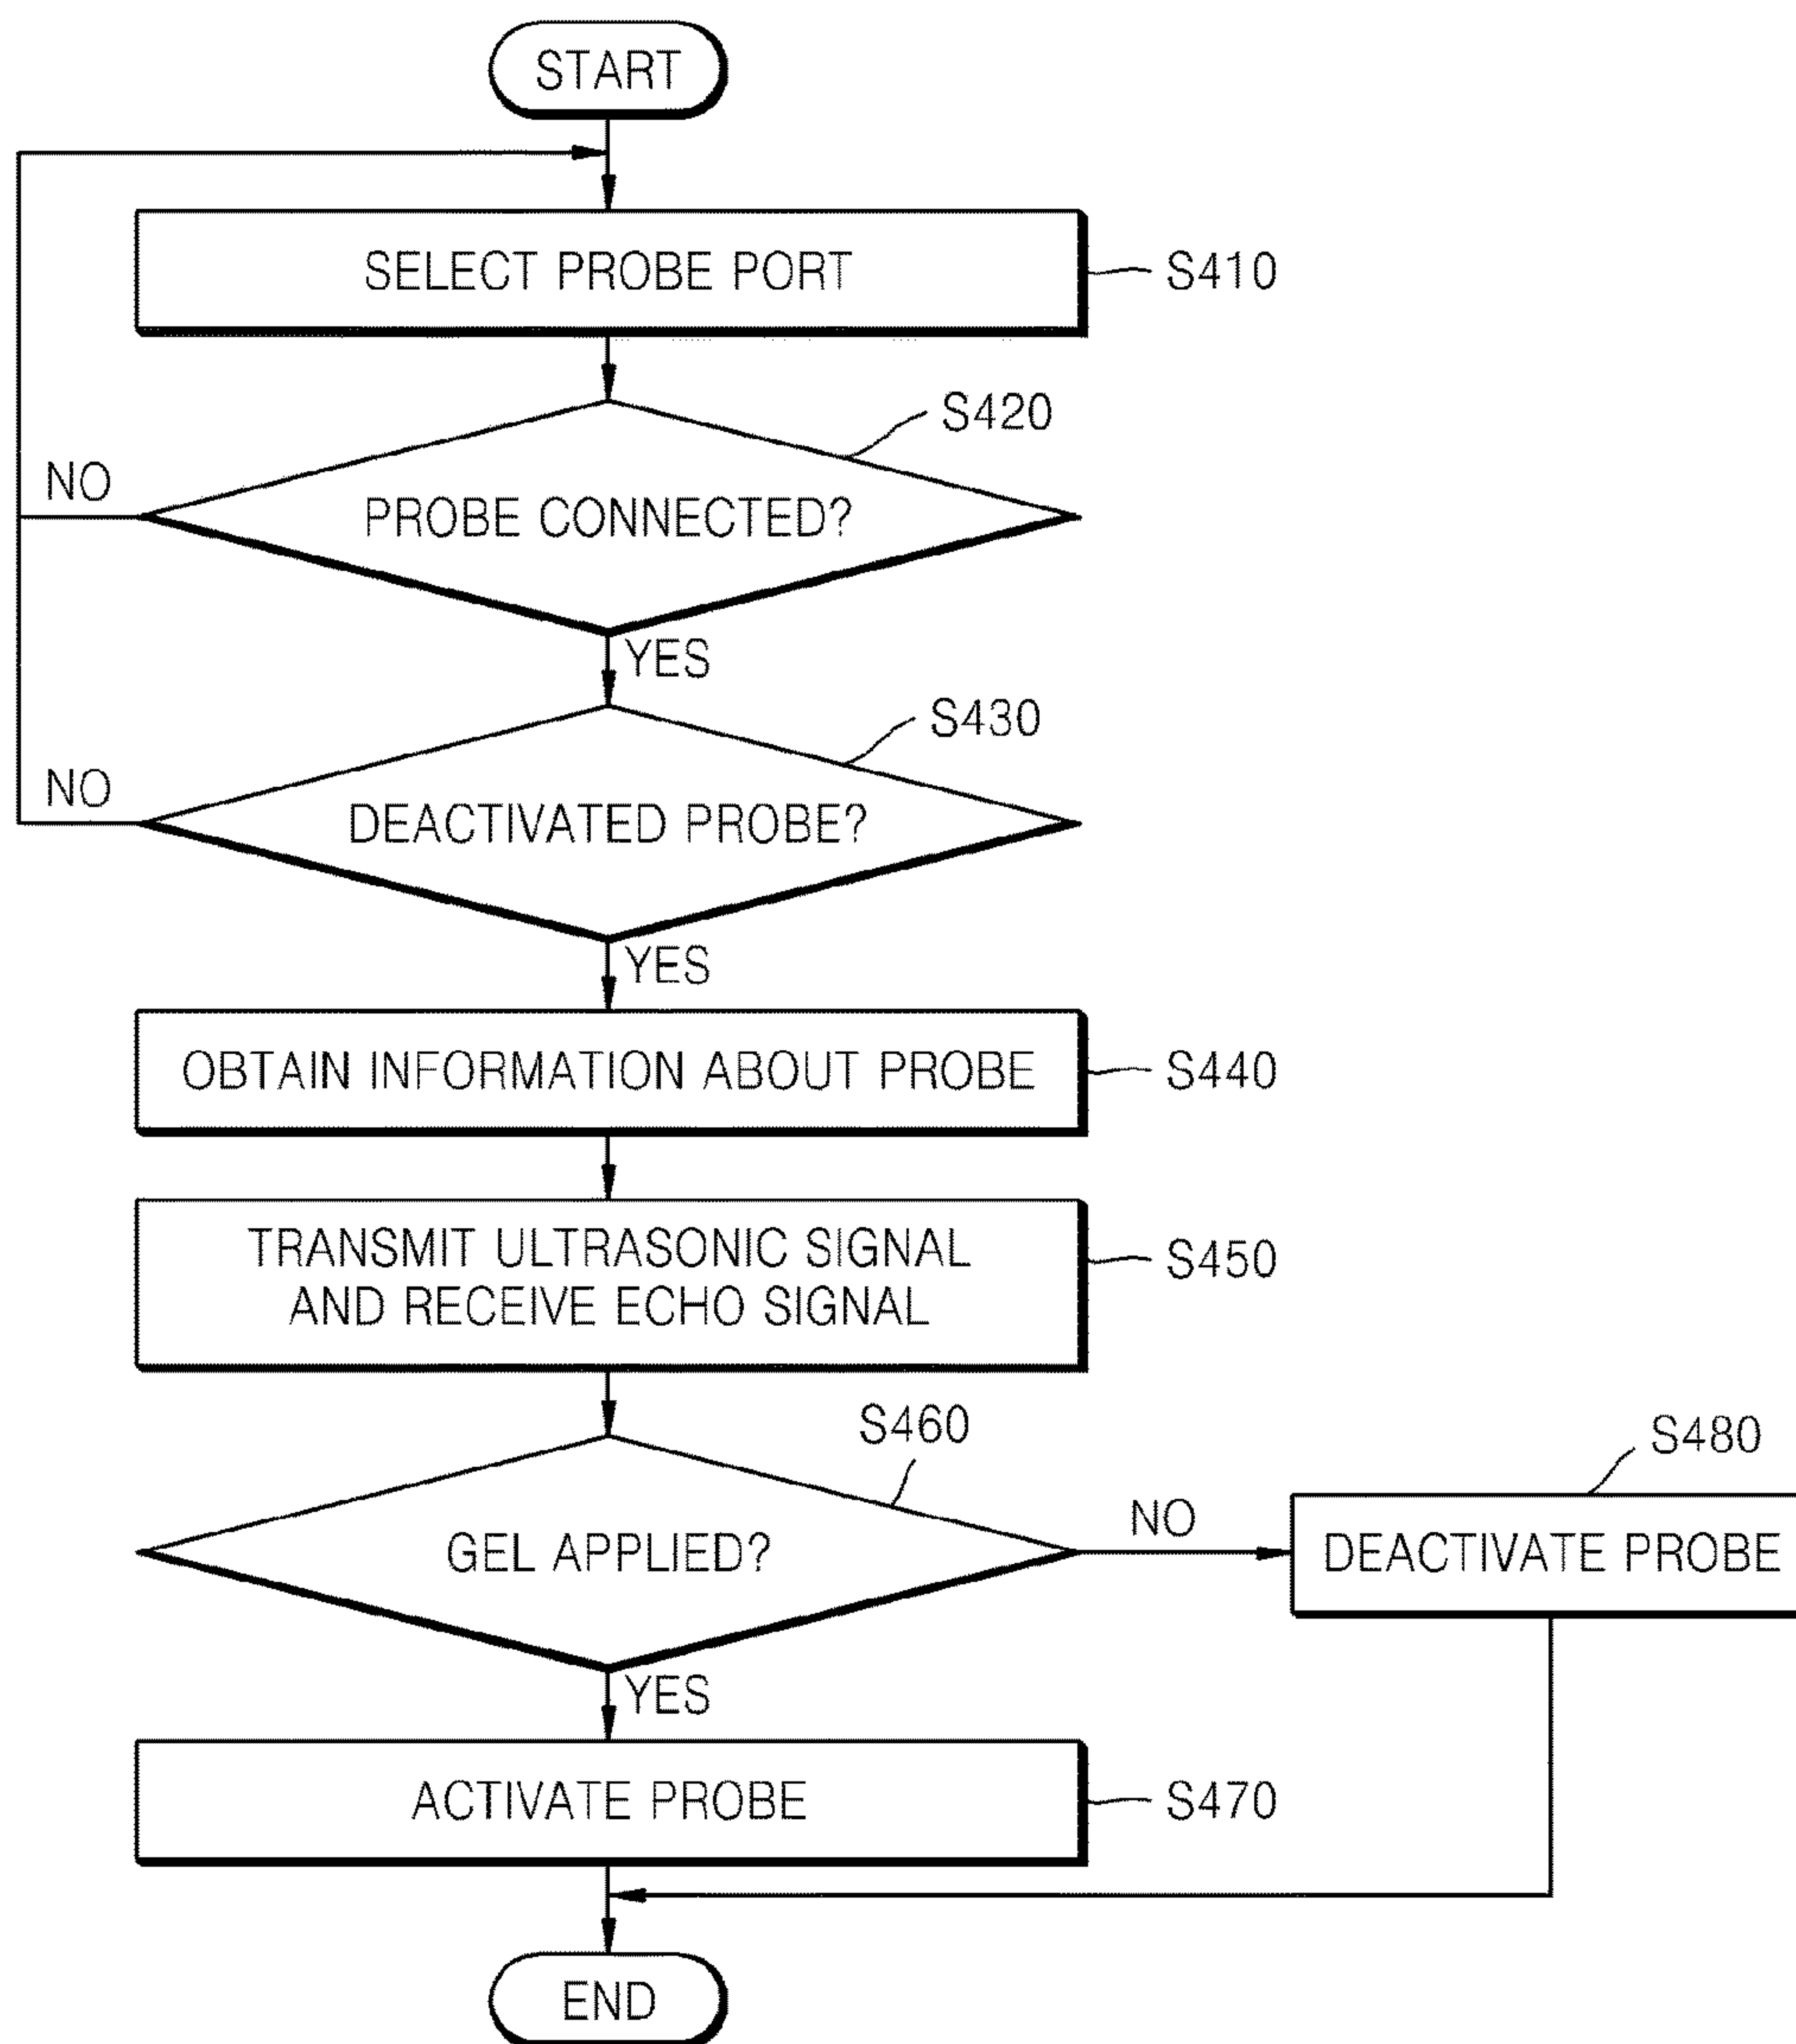 START
SELECT PROBE PORT
S410
S420
NO
PROBE CONNECTED?
YES
S430
NO
DEACTIVATED PROBE?
YES
OBTAIN INFORMATION ABOUT PROBE
S440
TRANSMIT ULTRASONIC SIGNAL
AND RECEIVE ECHO SIGNAL
S450
S460
S480
GEL APPLIED?
NO
DEACTIVATE PROBE
YES
ACTIVATE PROBE
S470
END